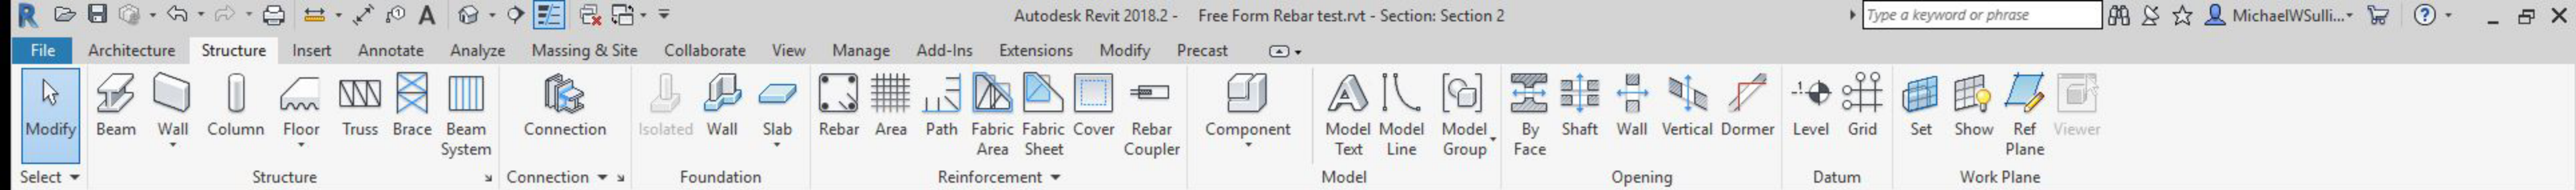 Autodesk Revit 2018.2 - Free Form Rebar test.rvt - Section: Section 2
Type a keyword or phrase
MichaelWSulli...
File Architecture Structure Insert Annotate Analyze Massing & Site Collaborate View Manage Add-Ins Extensions Modify Precast
Modify Beam Wall Column Floor Truss Brace Beam System Connection Isolated Wall Slab Rebar Area Path Fabric Area Fabric Sheet Cover Rebar Coupler Component Model Text Model Line Model Group By Face Shaft Wall Vertical Dormer Level Grid Set Show Ref Plane Viewer
Select Structure Connection Foundation Reinforcement Model Opening Datum Work Plane